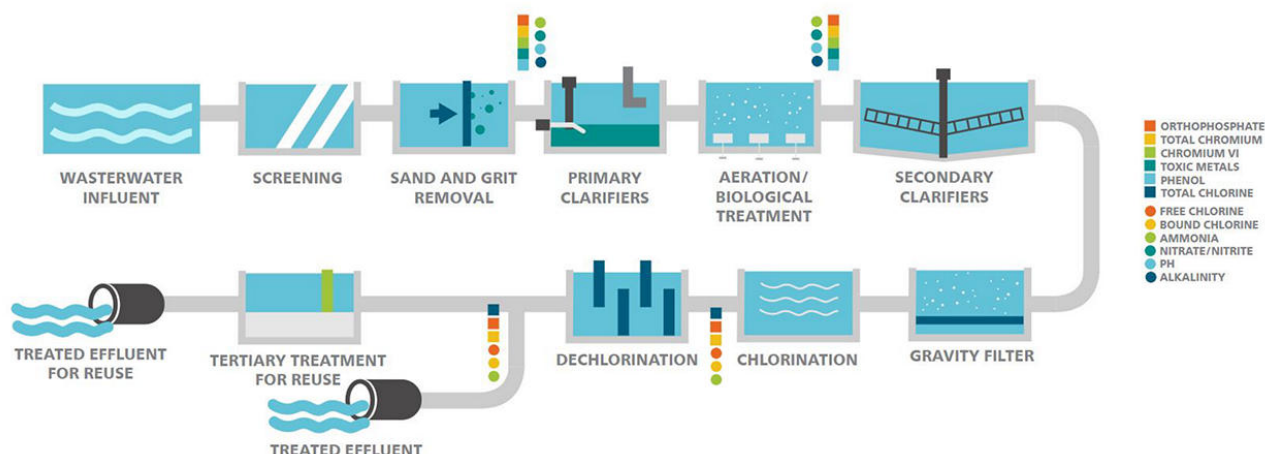 WASTERWATER
INFLUENT
SCREENING
SAND AND GRIT
REMOVAL
PRIMARY
CLARIFIERS
AERATION/
BIOLOGICAL
TREATMENT
SECONDARY
CLARIFIERS
ORTHOPHOSPHATE
TOTAL CHROMIUM
CHROMIUM VI
TOXIC METALS
PHENOL
TOTAL CHLORINE
FREE CHLORINE
BOUND CHLORINE
AMMONIA
NITRATE/NITRITE
PH
ALKALINITY
TREATED EFFLUENT
FOR REUSE
TERTIARY TREATMENT
FOR REUSE
DECHLORINATION
CHLORINATION
GRAVITY FILTER
TREATED EFFLUENT